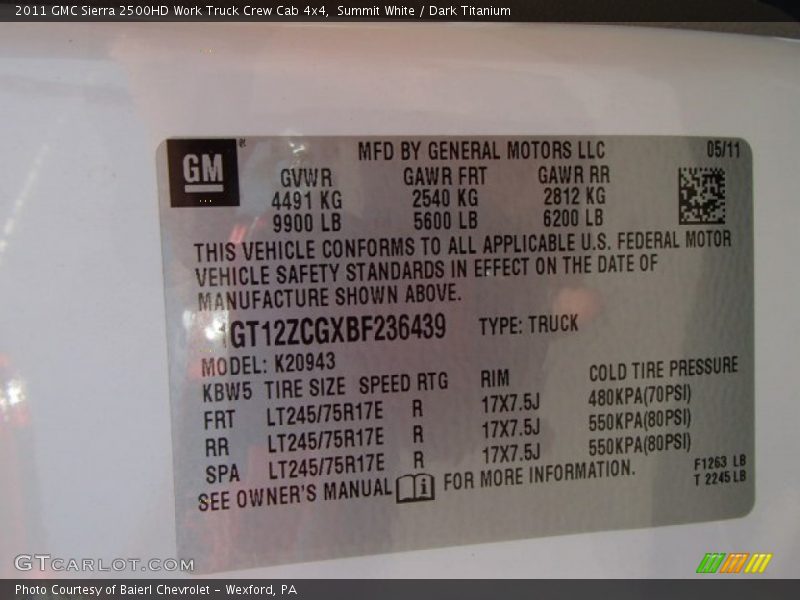 2011 GMC Sierra 2500HD Work Truck Crew Cab 4x4, Summit White / Dark Titanium
GM
MFD BY GENERAL MOTORS LLC 05/11
GVWR GAWR FRT GAWR RR
4491 KG 2540 KG 2812 KG
9900 LB 5600 LB 6200 LB
THIS VEHICLE CONFORMS TO ALL APPLICABLE U.S. FEDERAL MOTOR
VEHICLE SAFETY STANDARDS IN EFFECT ON THE DATE OF
MANUFACTURE SHOWN ABOVE.
1GT12ZCGXBF236439 TYPE: TRUCK
MODEL: K20943
KBW5 TIRE SIZE SPEED RTG RIM COLD TIRE PRESSURE
FRT LT245/75R17E R 17X7.5J 480KPA(70PSI)
RR LT245/75R17E R 17X7.5J 550KPA(80PSI)
SPA LT245/75R17E R 17X7.5J 550KPA(80PSI)
SEE OWNER'S MANUAL i FOR MORE INFORMATION.
F1263 LB
T 2245 LB
GTCARLOT.COM
Photo Courtesy of Baierl Chevrolet - Wexford, PA